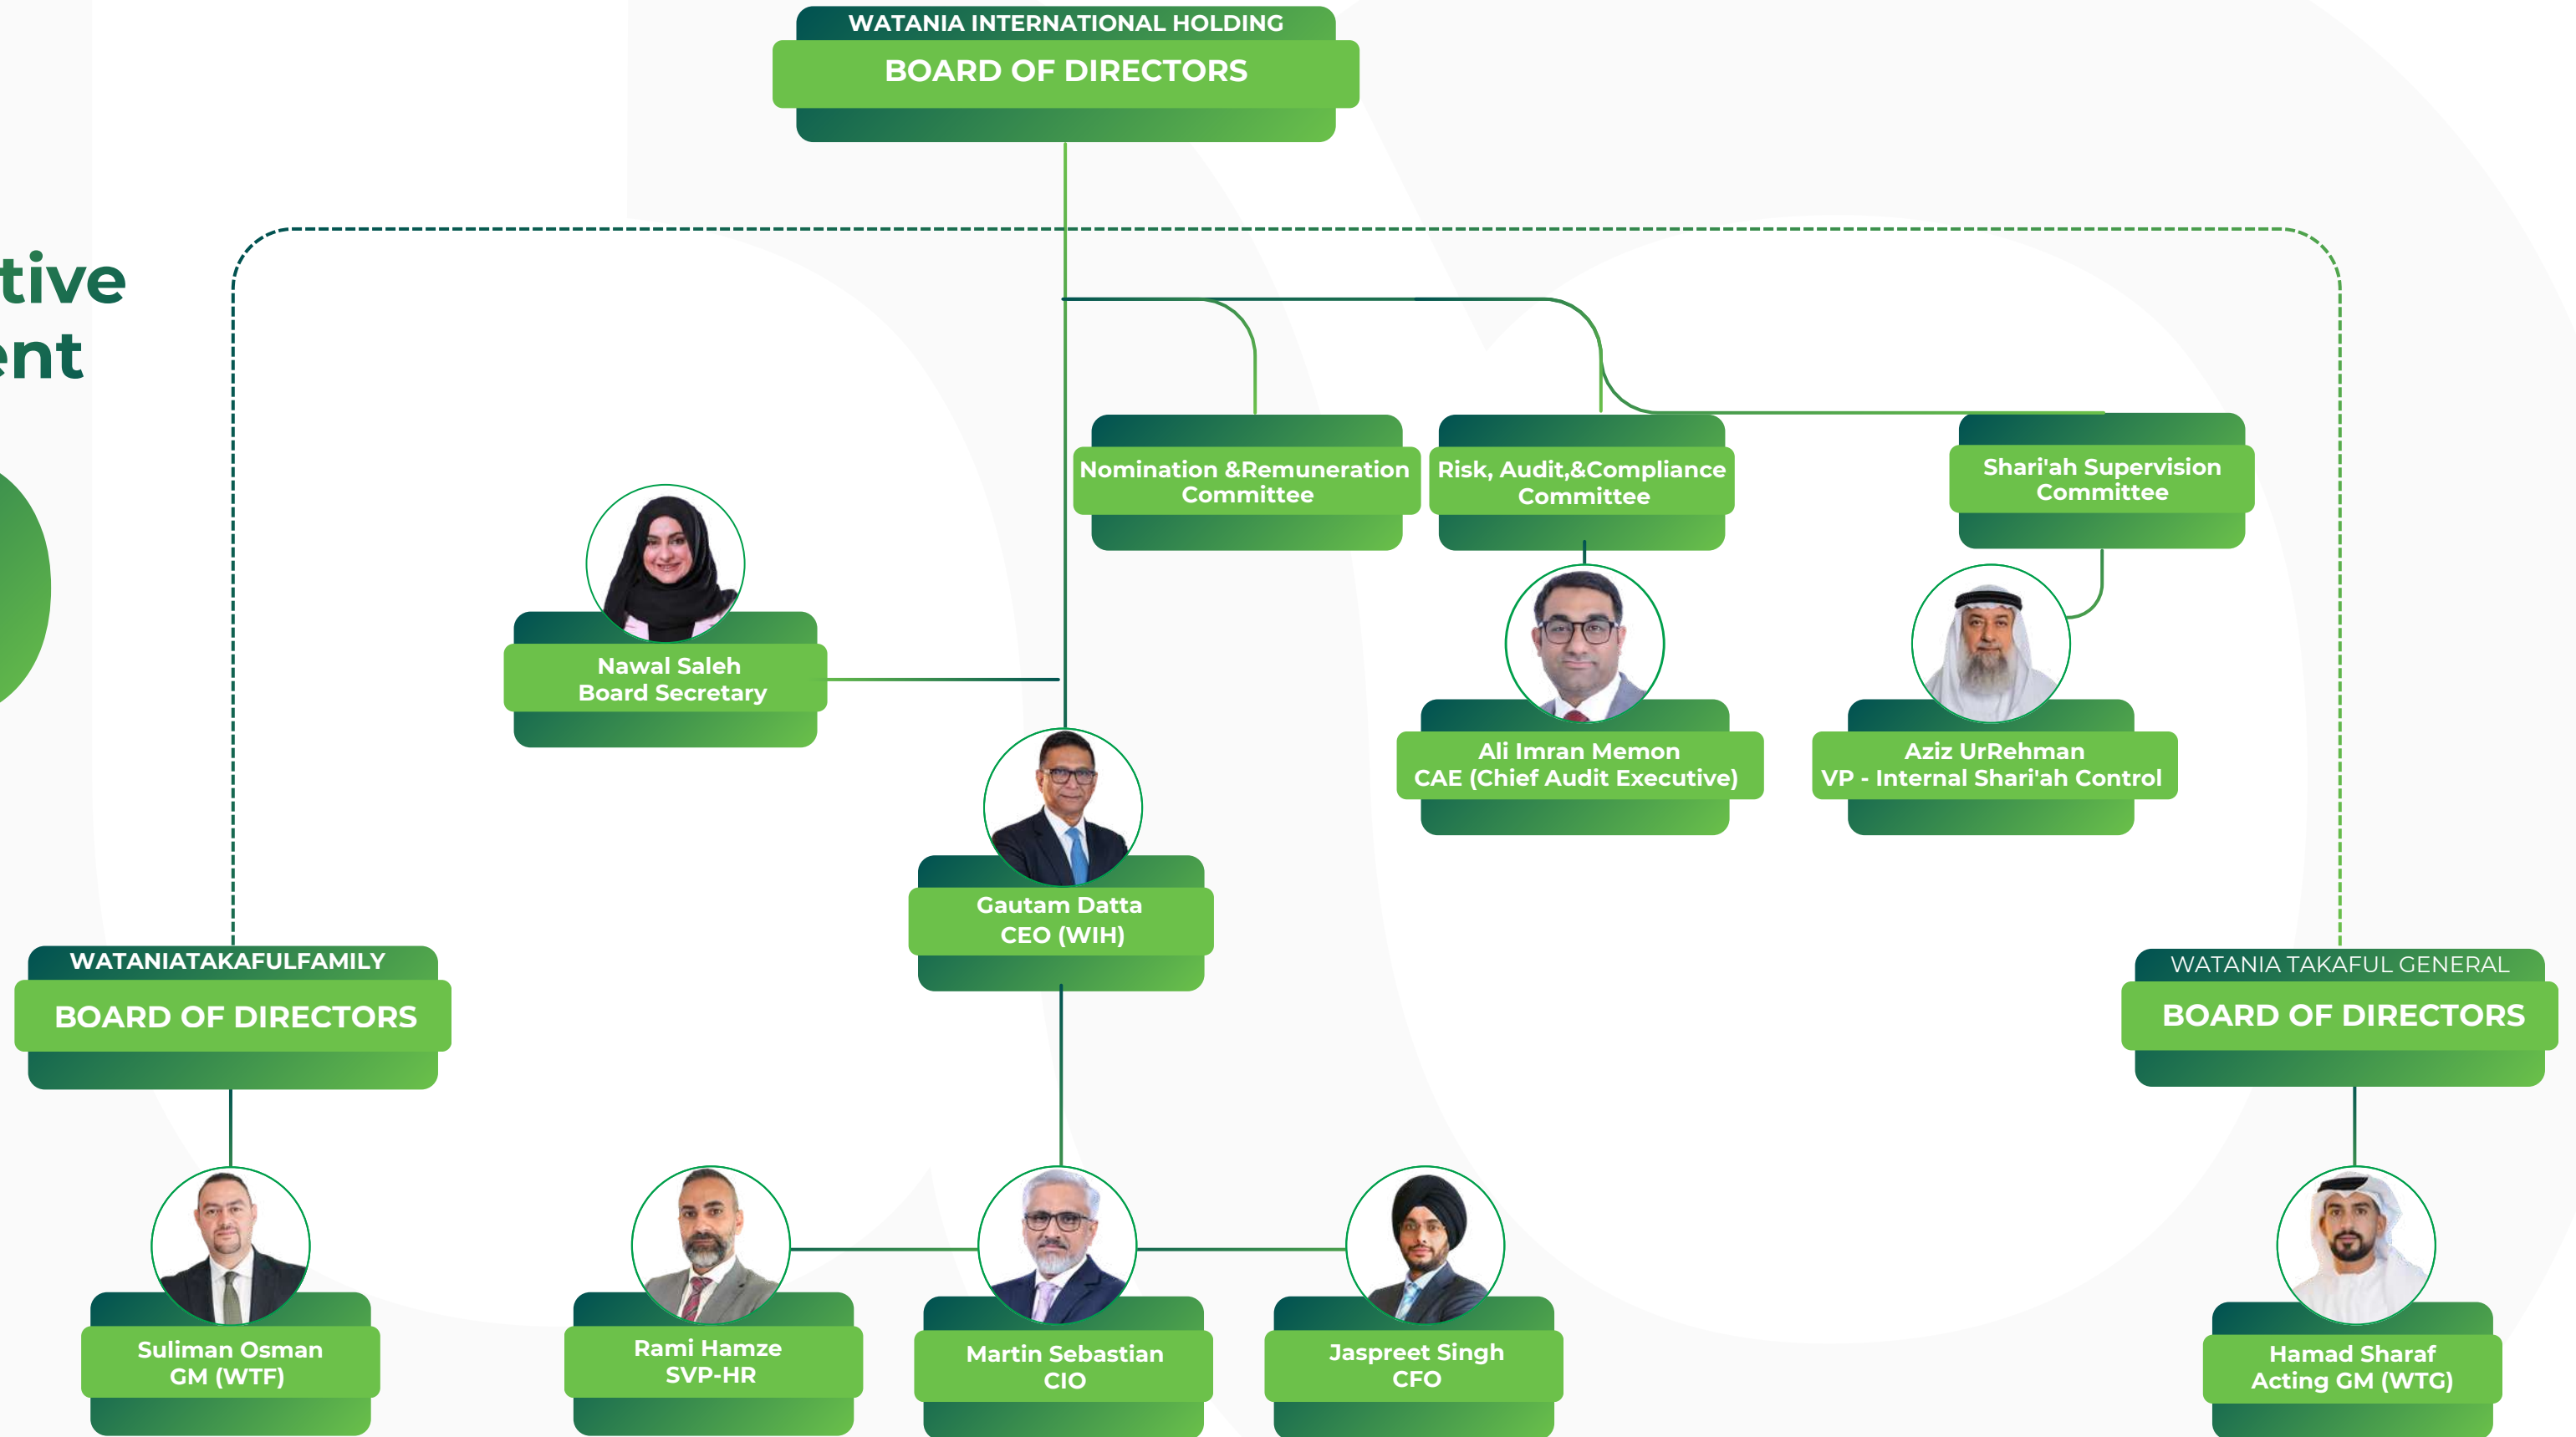 WATANIA INTERNATIONAL HOLDING
BOARD OF DIRECTORS
tive
ent
Nomination &Remuneration
Committee
Risk, Audit,&Compliance
Committee
Shari'ah Supervision
Committee
Nawal Saleh
Board Secretary
Ali Imran Memon
CAE (Chief Audit Executive)
Aziz UrRehman
VP - Internal Shari'ah Control
Gautam Datta
CEO (WIH)
WATANIATAKAFULFAMILY
BOARD OF DIRECTORS
WATANIA TAKAFUL GENERAL
BOARD OF DIRECTORS
Suliman Osman
GM (WTF)
Rami Hamze
SVP-HR
Martin Sebastian
CIO
Jaspreet Singh
CFO
Hamad Sharaf
Acting GM (WTG)